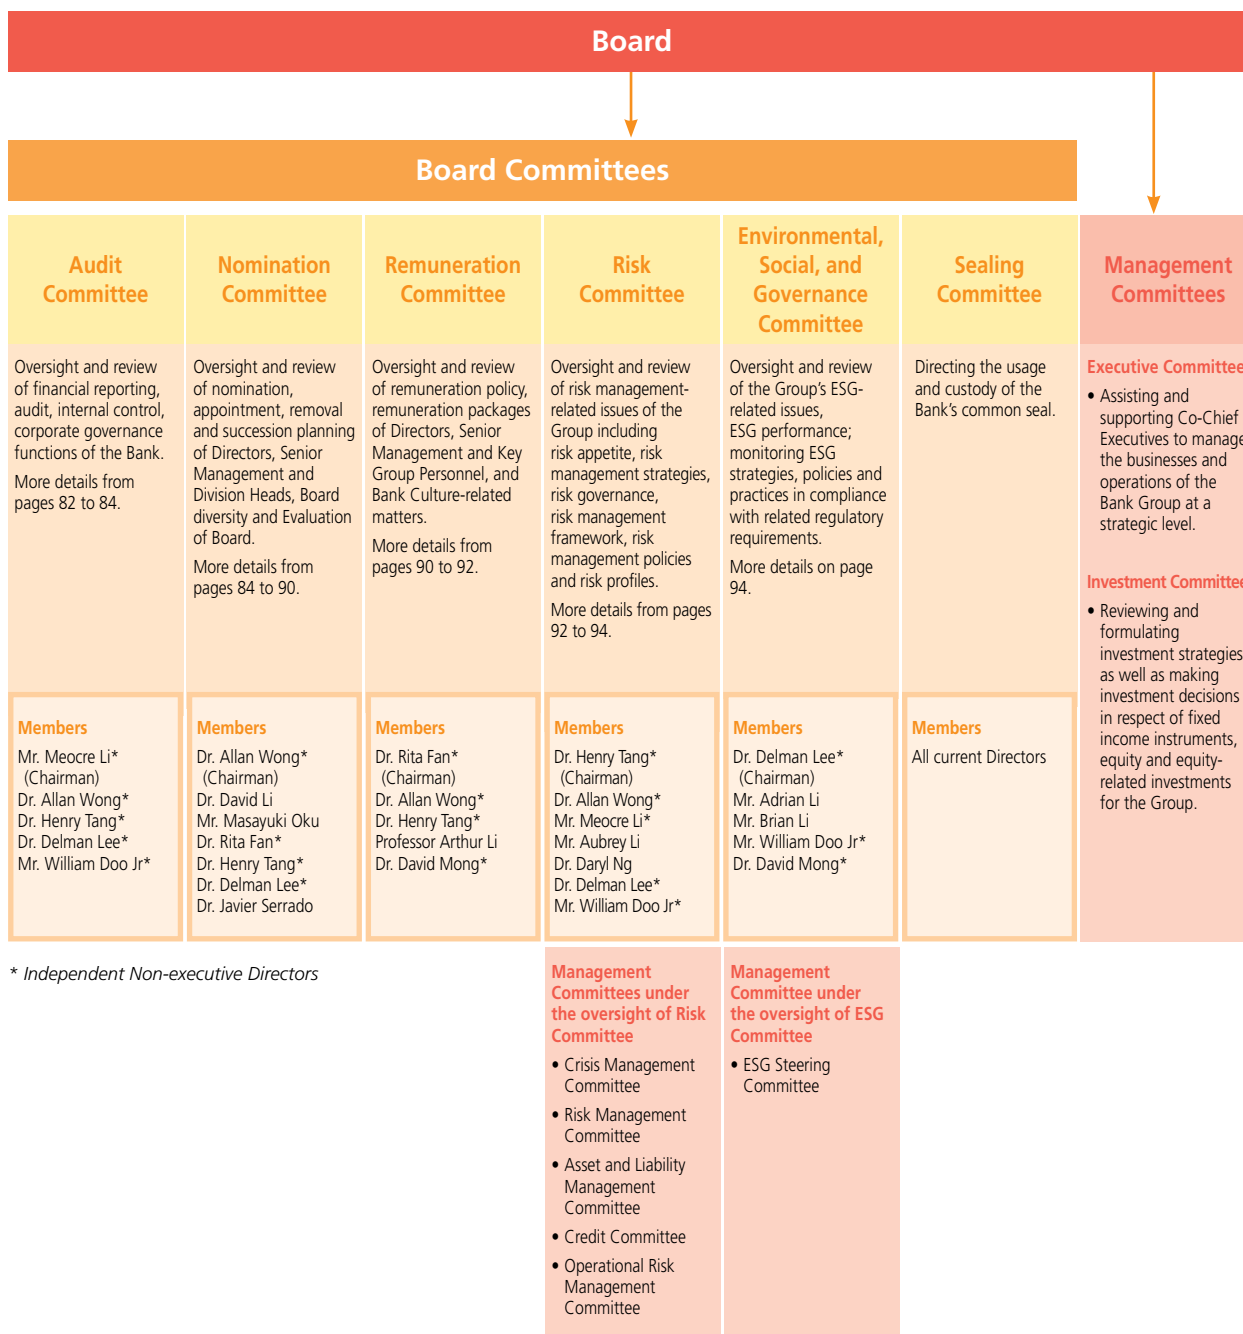 Board
Board Committees
Audit
Committee
Oversight and review
of financial reporting,
audit, internal control,
corporate governance
functions of the Bank.
More details from
pages 82 to 84.
Members
Mr. Meocre Li*
(Chairman)
Dr. Allan Wong*
Dr. Henry Tang*
Dr. Delman Lee*
Mr. William Doo Jr*
Nomination
Committee
Oversight and review
of nomination,
appointment, removal
and succession planning
of Directors, Senior
Management and
Division Heads, Board
diversity and Evaluation
of Board.
More details from
pages 84 to 90.
Members
Dr. Allan Wong*
(Chairman)
Dr. David Li
Mr. Masayuki Oku
Dr. Rita Fan*
Dr. Henry Tang*
Dr. Delman Lee*
Dr. Javier Serrado
Remuneration
Committee
Oversight and review
of remuneration policy,
remuneration packages
of Directors, Senior
Management and Key
Group Personnel, and
Bank Culture-related
matters.
More details from
pages 90 to 92.
Members
Dr. Rita Fan*
(Chairman)
Dr. Allan Wong*
Dr. Henry Tang*
Professor Arthur Li
Dr. David Mong*
Risk
Committee
Oversight and review
of risk management-
related issues of the
Group including
risk appetite, risk
management strategies,
risk governance,
risk management
framework, risk
management policies
and risk profiles.
More details from pages
92 to 94.
Members
Dr. Henry Tang*
(Chairman)
Dr. Allan Wong*
Mr. Meocre Li*
Mr. Aubrey Li
Dr. Daryl Ng
Dr. Delman Lee*
Mr. William Doo Jr*
Management
Committees under
the oversight of Risk
Committee
• Crisis Management
Committee
• Risk Management
Committee
• Asset and Liability
Management
Committee
• Credit Committee
• Operational Risk
Management
Committee
Environmental,
Social, and
Governance
Committee
Oversight and review
of the Group's ESG-
related issues,
ESG performance;
monitoring ESG
strategies, policies and
practices in compliance
with related regulatory
requirements.
More details on page
94.
Members
Dr. Delman Lee*
(Chairman)
Mr. Adrian Li
Mr. Brian Li
Mr. William Doo Jr*
Dr. David Mong*
Management
Committee under
the oversight of ESG
Committee
• ESG Steering
Committee
Sealing
Committee
Directing the usage
and custody of the
Bank's common seal.
Members
All current Directors
Management
Committees
Executive Committee
• Assisting and
supporting Co-Chief
Executives to manage
the businesses and
operations of the
Bank Group at a
strategic level.
Investment Committee
• Reviewing and
formulating
investment strategies
as well as making
investment decisions
in respect of fixed
income instruments,
equity and equity-
related investments
for the Group.
* Independent Non-executive Directors